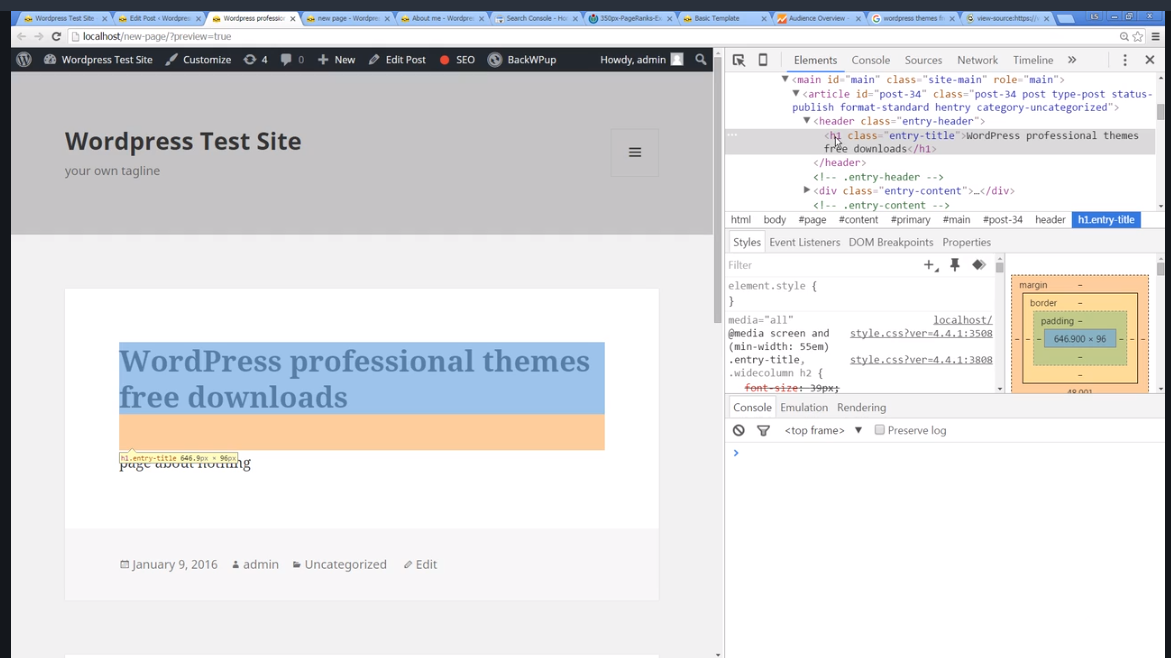 Wordpress Test Site
Edit Post ‹ Wordpres
Wordpress profession
new page - Wordpres
About me - Wordpres
Search Console - Ho
350px-PageRanks-Ex
Basic Template
Audience Overview -
wordpress themes fr
view-source:https://
LS
localhost/new-page/?preview=true
Wordpress Test Site
Customize
4
0
New
Edit Post
SEO
BackWPup
Howdy, admin
Wordpress Test Site
your own tagline
WordPress professional themes
free downloads
h1.entry-title 646.9px × 96px
page about nothing
January 9, 2016
admin
Uncategorized
Edit
Elements Console Sources Network Timeline »
<main id="main" class="site-main" role="main">
<article id="post-34" class="post-34 post type-post status-
publish format-standard hentry category-uncategorized">
<header class="entry-header">
<h1 class="entry-title">WordPress professional themes
free downloads</h1>
</header>
<!-- .entry-header -->
<div class="entry-content">…</div>
<!-- .entry-content -->
html body #page #content #primary #main #post-34 header h1.entry-title
Styles Event Listeners DOM Breakpoints Properties
Filter
element.style {
}
media="all" localhost/
@media screen and style.css?ver=4.4.1:3508
(min-width: 55em)
.entry-title, style.css?ver=4.4.1:3808
.widecolumn h2 {
font-size: 39px;
margin –
border –
padding –
– – – 646.900 × 96 – – –
–
–
48.001
Console Emulation Rendering
<top frame> ▼ Preserve log
>